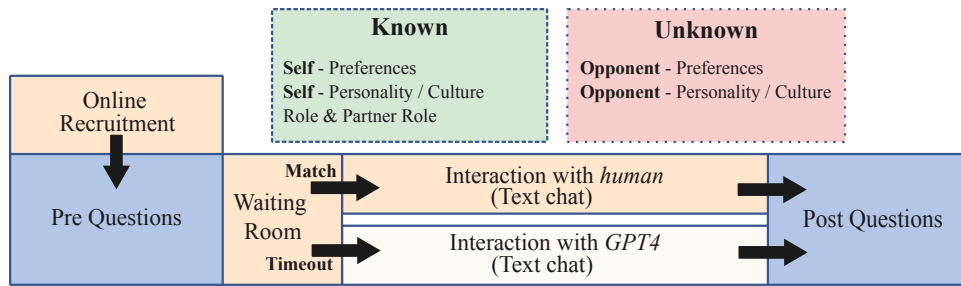 Known
Self - Preferences
Self - Personality / Culture
Role & Partner Role
Unknown
Opponent - Preferences
Opponent - Personality / Culture
Online
Recruitment
Pre Questions
Match
Waiting
Room
Timeout
Interaction with human
(Text chat)
Interaction with GPT4
(Text chat)
Post Questions